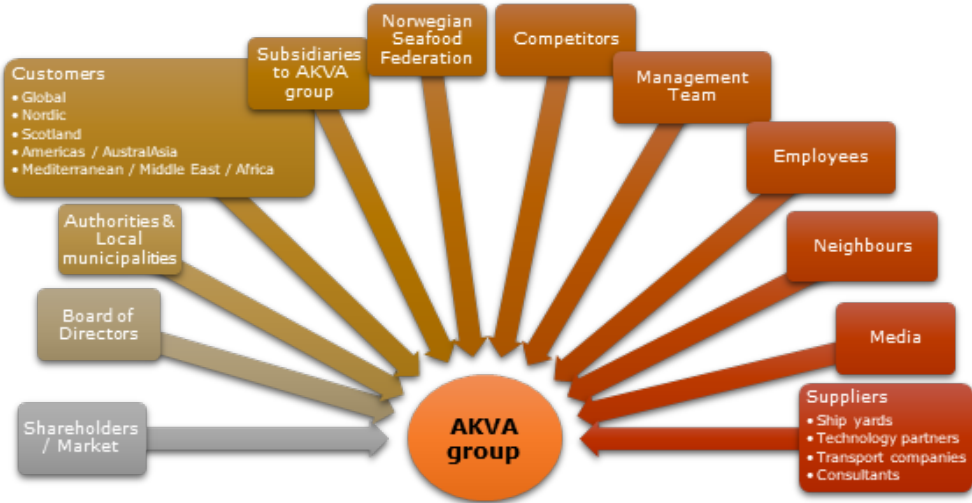 Norwegian
Seafood
Federation
Competitors
Subsidiaries
to AKVA
group
Management
Team
Customers
• Global
• Nordic
• Scotland
• Americas / AustralAsia
• Mediterranean / Middle East / Africa
Employees
Authorities &
Local
municipalities
Neighbours
Board of
Directors
Media
Shareholders
/ Market
AKVA
group
Suppliers
• Ship yards
• Technology partners
• Transport companies
• Consultants